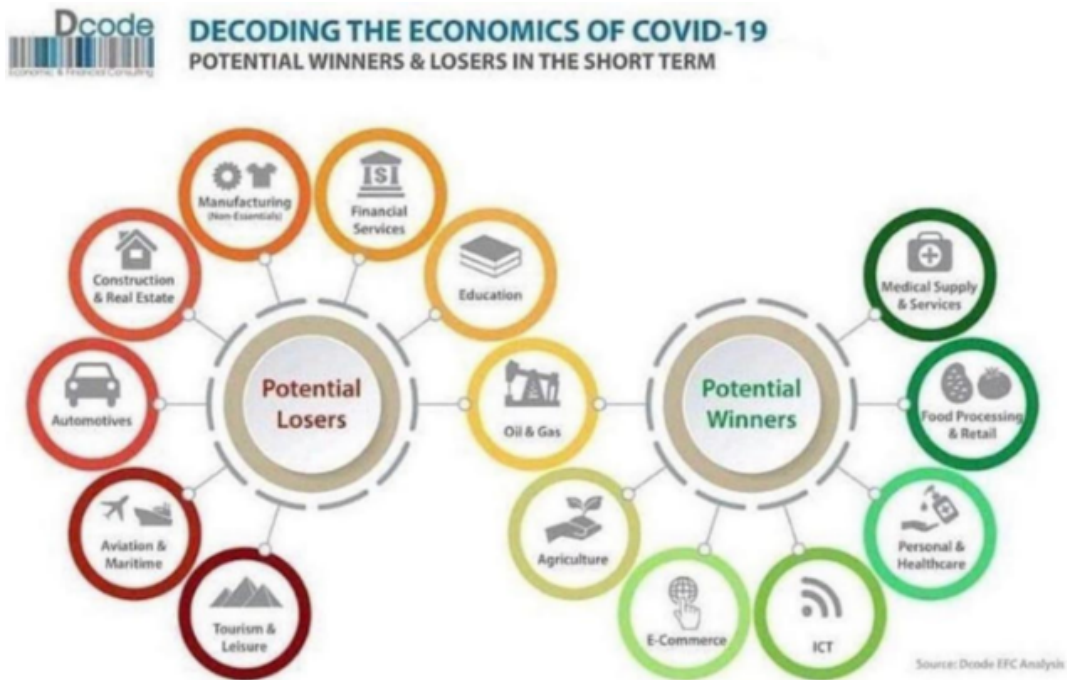 Dcode
Economic & Financial Consulting
DECODING THE ECONOMICS OF COVID-19
POTENTIAL WINNERS & LOSERS IN THE SHORT TERM
Manufacturing
(Non-Essentials)
$
Financial
Services
Construction
& Real Estate
Education
Medical Supply
& Services
Automotives
Potential
Losers
Oil & Gas
Potential
Winners
Food Processing
& Retail
Aviation &
Maritime
Agriculture
Personal &
Healthcare
Tourism &
Leisure
E-Commerce
ICT
Source: Dcode EFC Analysis